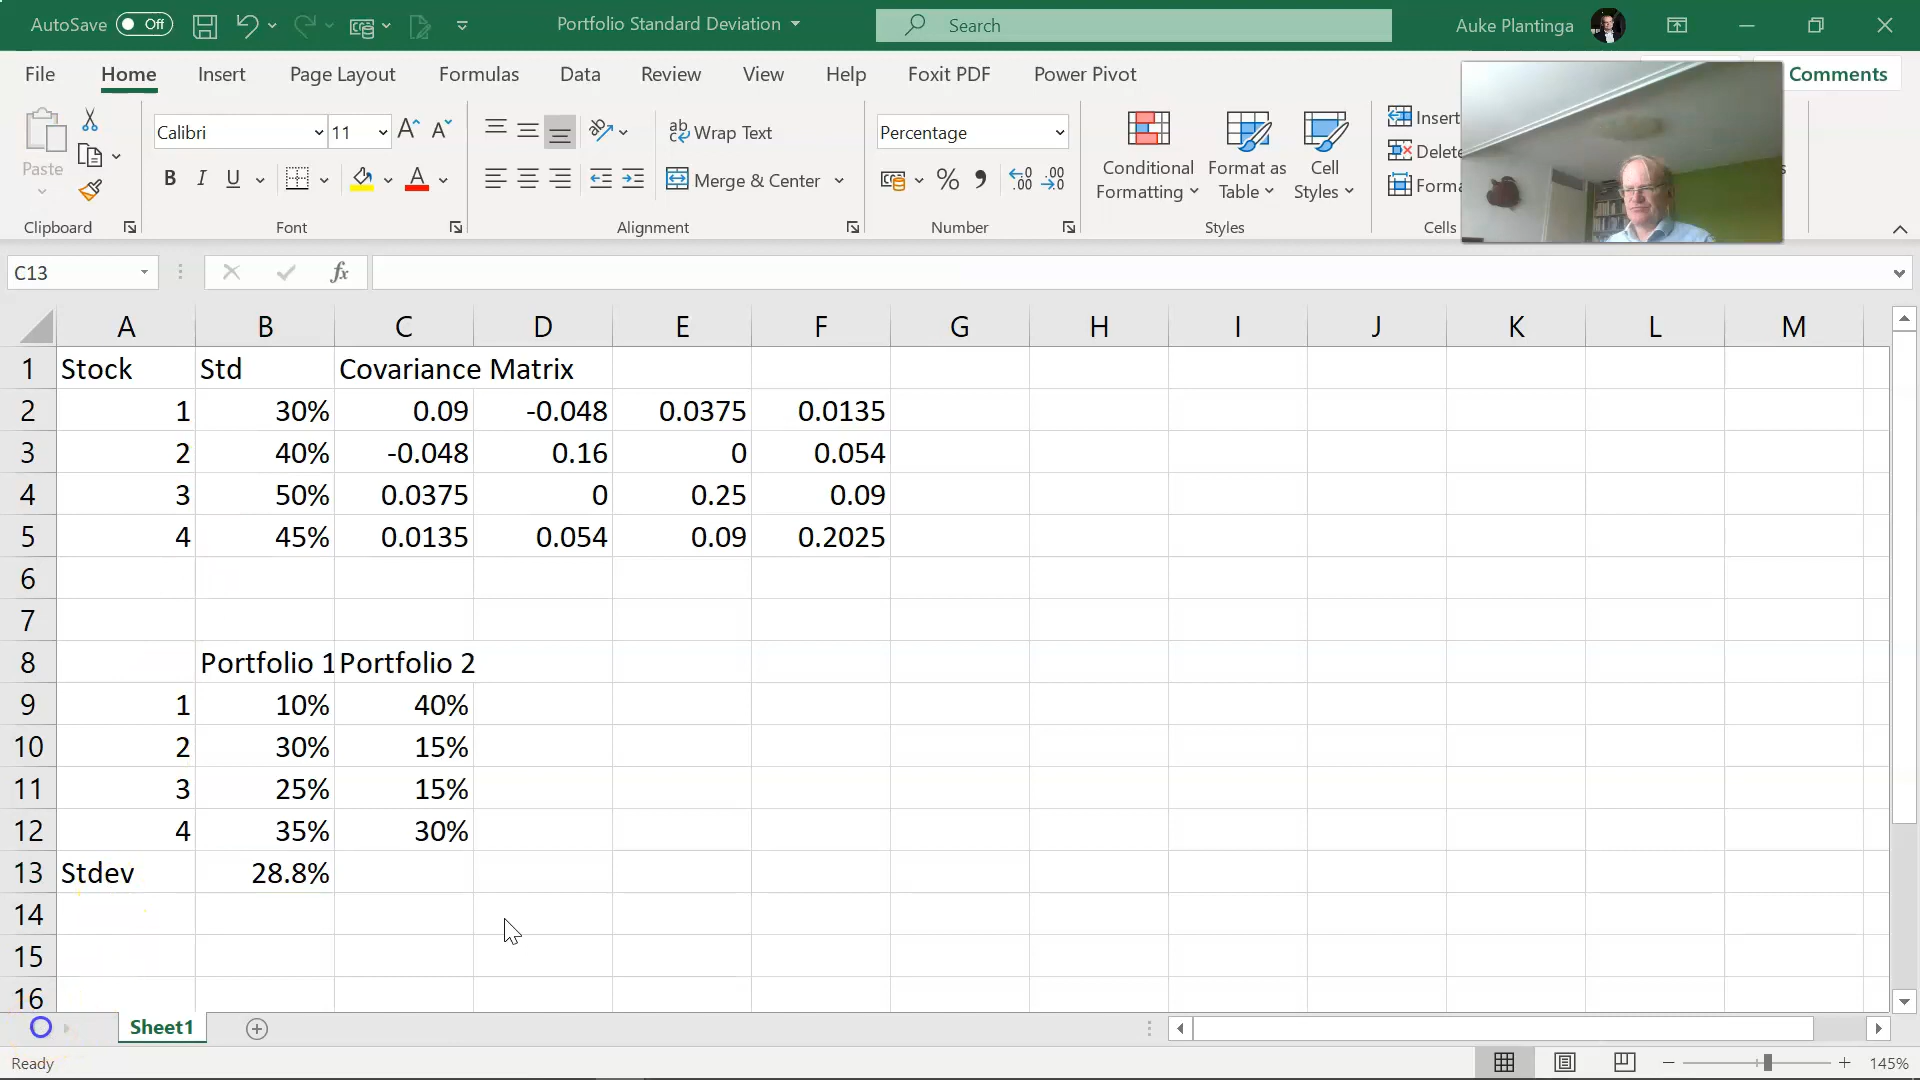 AutoSave Off Portfolio Standard Deviation Search Auke Plantinga
File Home Insert Page Layout Formulas Data Review View Help Foxit PDF Power Pivot Comments
Paste
Calibri 11
B I U A
Wrap Text
Merge & Center
Percentage
Conditional Formatting
Format as Table
Cell Styles
Insert
Delete
Forma
Clipboard Font Alignment Number Styles Cells
C13 fx
A B C D E F G H I J K L M
1 Stock Std Covariance Matrix
2 1 30% 0.09 -0.048 0.0375 0.0135
3 2 40% -0.048 0.16 0 0.054
4 3 50% 0.0375 0 0.25 0.09
5 4 45% 0.0135 0.054 0.09 0.2025
6
7
8 Portfolio 1 Portfolio 2
9 1 10% 40%
10 2 30% 15%
11 3 25% 15%
12 4 35% 30%
13 Stdev 28.8%
14
15
16
Sheet1
Ready 145%